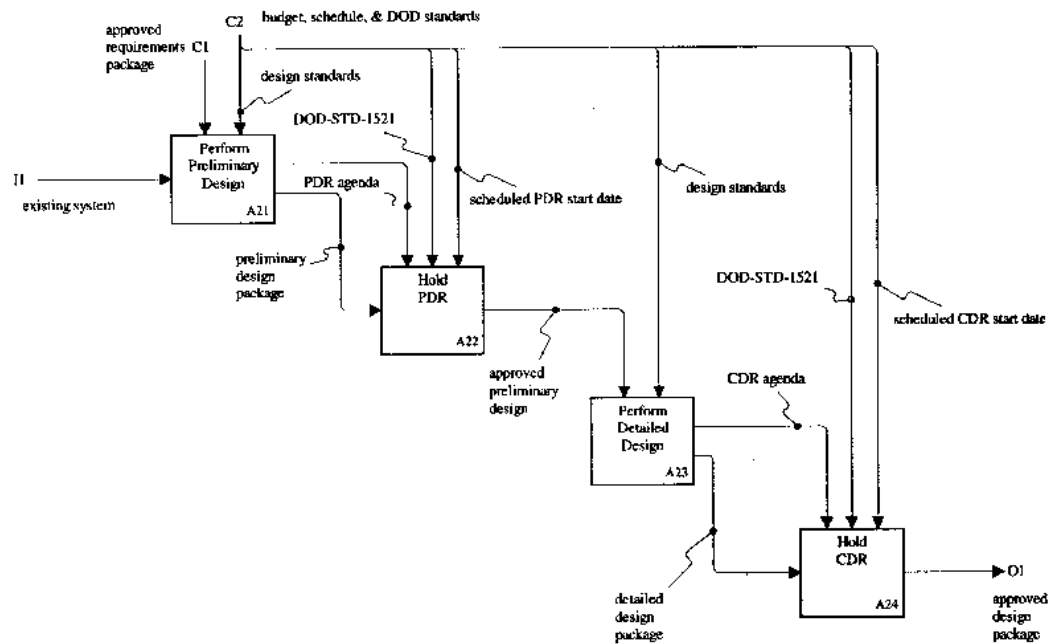 C2 budget, schedule, & DOD standards
approved
requirements C1
package
design standards
DOD-STD-1521
Perform
Preliminary
Design
A21
I1
existing system
PDR agenda
scheduled PDR start date
design standards
preliminary
design
package
Hold
PDR
A22
DOD-STD-1521
scheduled CDR start date
approved
preliminary
design
CDR agenda
Perform
Detailed
Design
A23
Hold
CDR
A24
O1
approved
design
package
detailed
design
package